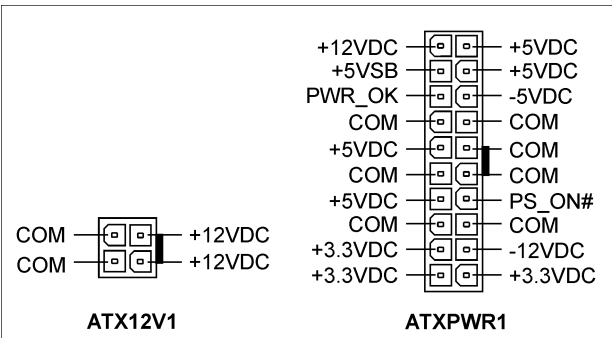 +12VDC +5VDC
+5VSB +5VDC
PWR_OK -5VDC
COM COM
+5VDC COM
COM COM
+5VDC PS_ON#
COM COM
+3.3VDC -12VDC
+3.3VDC +3.3VDC
COM +12VDC
COM +12VDC
ATX12V1 ATXPWR1